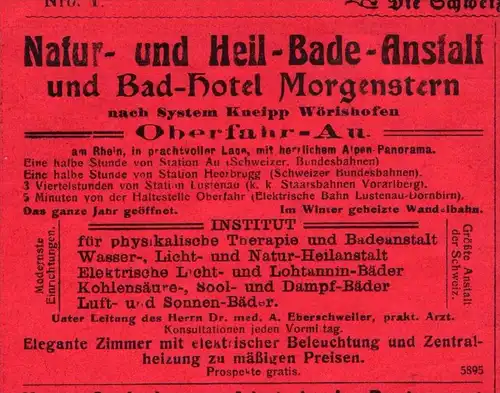 Nro. 1.
Die Schweiz
Natur- und Heil-Bade-Anstalt
und Bad-Hotel Morgenstern
nach System Kneipp Wörishofen
Oberfahr-Au
am Rhein, in prachtvoller Lage, mit herrlichem Alpen-Panorama.
Eine halbe Stunde von Station Au (Schweizer. Bundesbahnen)
Eine halbe Stunde von Station Heerbrugg (Schweizer Bundesbahnen).
3 Viertelstunden von Station Lustenau (k. k. Staatsbahnen Vorarlberg).
5 Minuten von der Haltestelle Oberfahr (Elektrische Bahn Lustenau-Dornbirn).
Das ganze Jahr geöffnet. Im Winter geheizte Wandelbahn.
INSTITUT
für physikalische Therapie und Badeanstalt
Wasser-, Licht- und Natur-Heilanstalt
Elektrische Licht- und Lohtannin-Bäder
Kohlensäure-, Sool- und Dampf-Bäder
Luft- und Sonnen-Bäder.
Modernste
Einrichtungen.
Größte Anstalt
der Schweiz.
Unter Leitung des Herrn Dr. med. A. Eberschweiler, prakt. Arzt.
Konsultationen jeden Vormittag.
Elegante Zimmer mit elektrischer Beleuchtung und Zentral-
heizung zu mäßigen Preisen.
Prospekte gratis. 5895